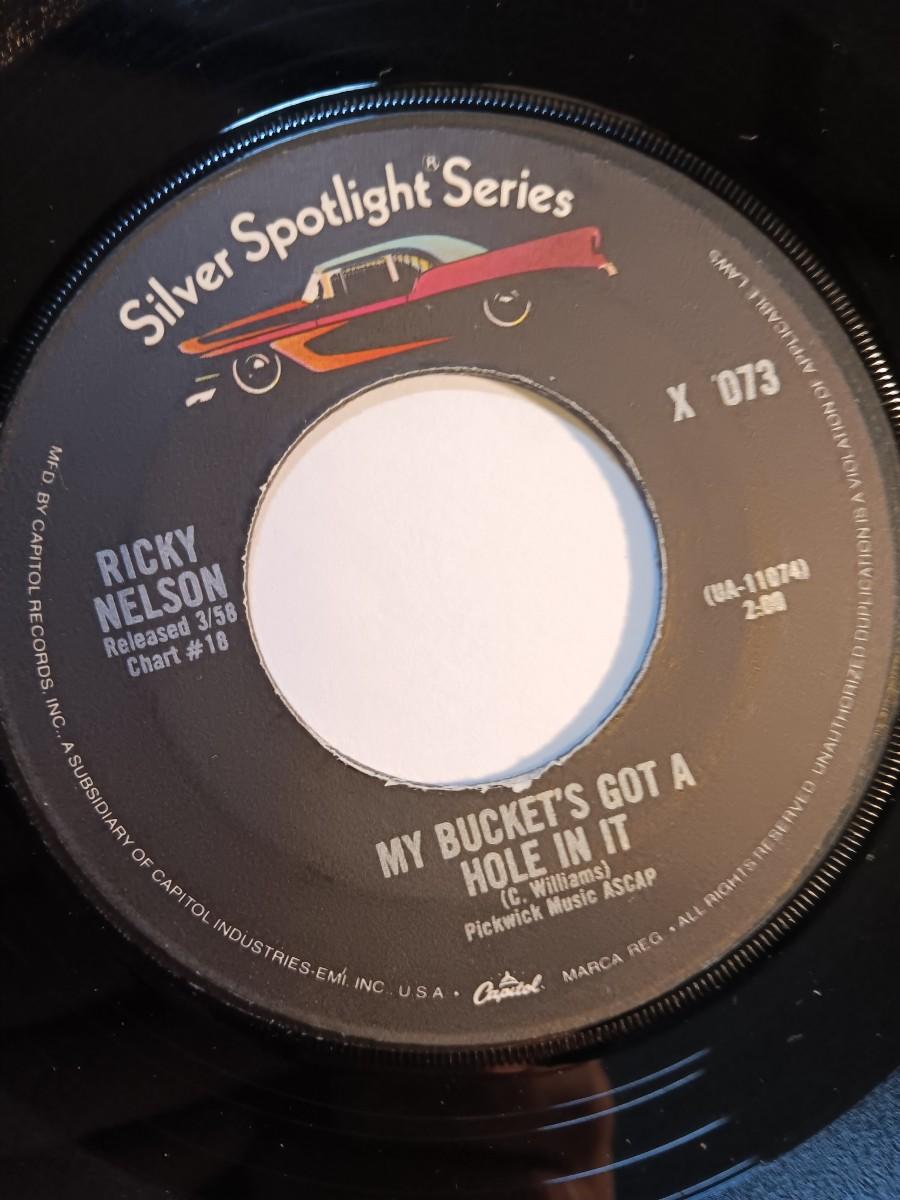 Silver Spotlight® Series
X 073
RICKY
NELSON
Released 3/58
Chart #18
(UA-11074)
MY BUCKET'S GOT A
HOLE IN IT
(C. Williams)
Pickwick Music ASCAP
MFD. BY CAPITOL RECORDS, INC., A SUBSIDIARY OF CAPITOL INDUSTRIES-EMI, INC., U.S.A. • Capitol. MARCA REG. • ALL RIGHTS RESERVED. UNAUTHORIZED DUPLICATION IS A VIOLATION OF APPLICABLE LAWS